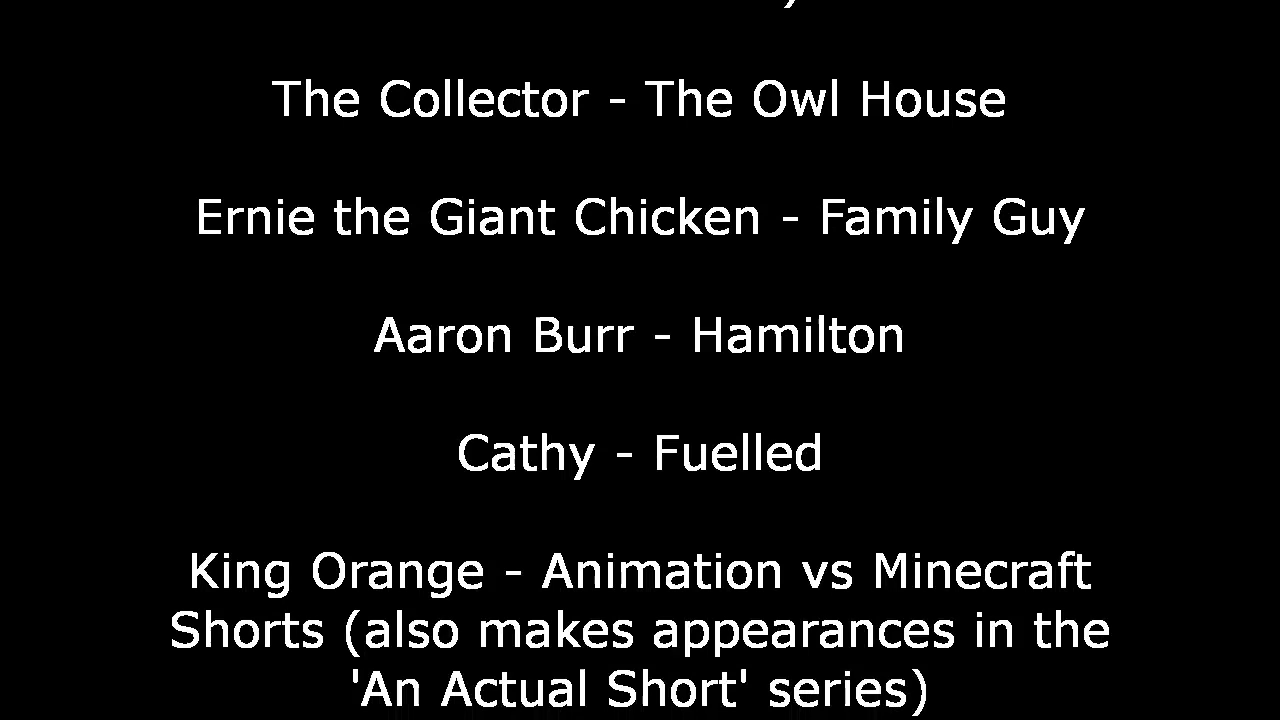 The Collector - The Owl House
Ernie the Giant Chicken - Family Guy
Aaron Burr - Hamilton
Cathy - Fuelled
King Orange - Animation vs Minecraft
Shorts (also makes appearances in the
'An Actual Short' series)